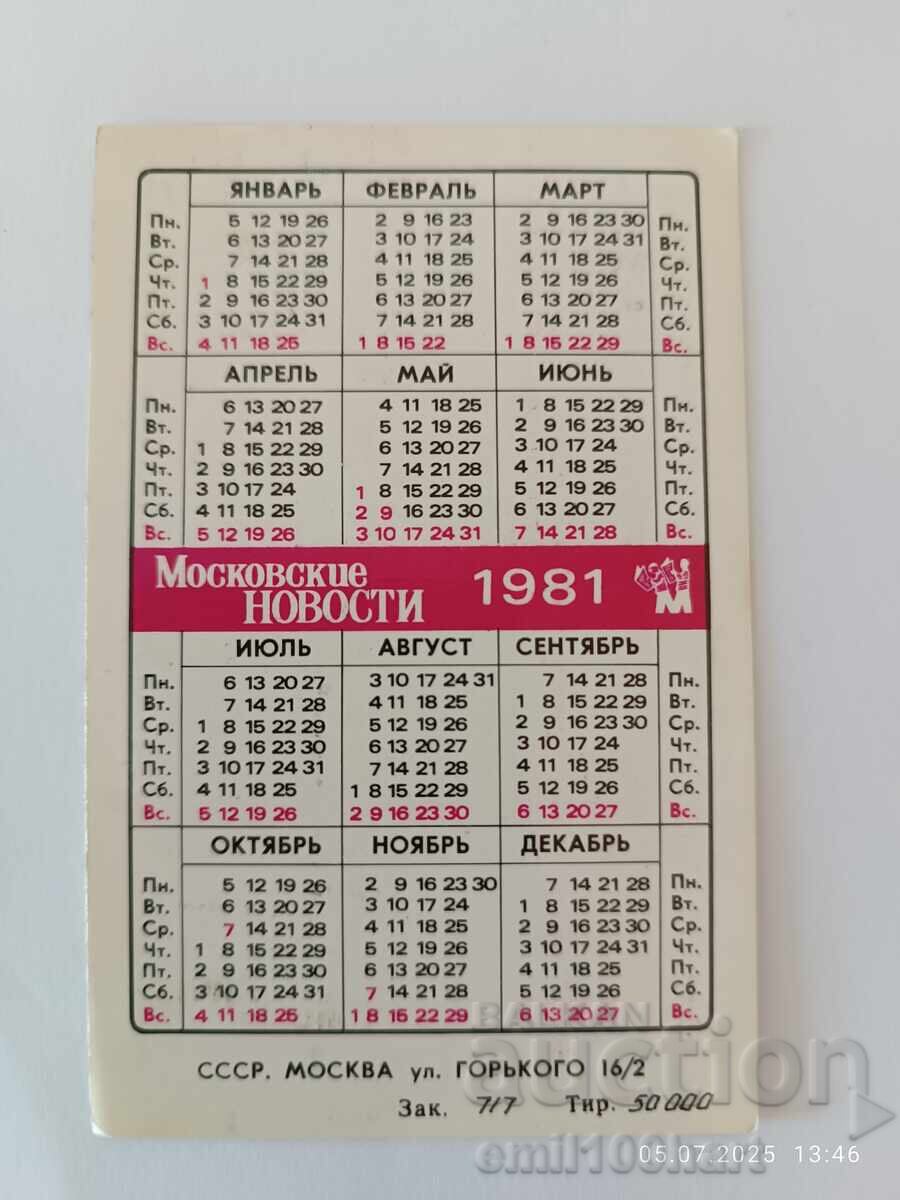 ЯНВАРЬ ФЕВРАЛЬ МАРТ
Пн. 5 12 19 26 2 9 16 23 2 9 16 23 30 Пн.
Вт. 6 13 20 27 3 10 17 24 3 10 17 24 31 Вт.
Ср. 7 14 21 28 4 11 18 25 4 11 18 25 Ср.
Чт. 1 8 15 22 29 5 12 19 26 5 12 19 26 Чт.
Пт. 2 9 16 23 30 6 13 20 27 6 13 20 27 Пт.
Сб. 3 10 17 24 31 7 14 21 28 7 14 21 28 Сб.
Вс. 4 11 18 25 1 8 15 22 1 8 15 22 29 Вс.
АПРЕЛЬ МАЙ ИЮНЬ
Пн. 6 13 20 27 4 11 18 25 1 8 15 22 29 Пн.
Вт. 7 14 21 28 5 12 19 26 2 9 16 23 30 Вт.
Ср. 1 8 15 22 29 6 13 20 27 3 10 17 24 Ср.
Чт. 2 9 16 23 30 7 14 21 28 4 11 18 25 Чт.
Пт. 3 10 17 24 1 8 15 22 29 5 12 19 26 Пт.
Сб. 4 11 18 25 2 9 16 23 30 6 13 20 27 Сб.
Вс. 5 12 19 26 3 10 17 24 31 7 14 21 28 Вс.
Московские
НОВОСТИ 1981 М
ИЮЛЬ АВГУСТ СЕНТЯБРЬ
Пн. 6 13 20 27 3 10 17 24 31 7 14 21 28 Пн.
Вт. 7 14 21 28 4 11 18 25 1 8 15 22 29 Вт.
Ср. 1 8 15 22 29 5 12 19 26 2 9 16 23 30 Ср.
Чт. 2 9 16 23 30 6 13 20 27 3 10 17 24 Чт.
Пт. 3 10 17 24 31 7 14 21 28 4 11 18 25 Пт.
Сб. 4 11 18 25 1 8 15 22 29 5 12 19 26 Сб.
Вс. 5 12 19 26 2 9 16 23 30 6 13 20 27 Вс.
ОКТЯБРЬ НОЯБРЬ ДЕКАБРЬ
Пн. 5 12 19 26 2 9 16 23 30 7 14 21 28 Пн.
Вт. 6 13 20 27 3 10 17 24 1 8 15 22 29 Вт.
Ср. 7 14 21 28 4 11 18 25 2 9 16 23 30 Ср.
Чт. 1 8 15 22 29 5 12 19 26 3 10 17 24 31 Чт.
Пт. 2 9 16 23 30 6 13 20 27 4 11 18 25 Пт.
Сб. 3 10 17 24 31 7 14 21 28 5 12 19 26 Сб.
Вс. 4 11 18 25 1 8 15 22 29 6 13 20 27 Вс.
BALKAN
auction
СССР. МОСКВА ул. ГОРЬКОГО 16/2
Зак. 717 Тир. 50 000
emil100hart
05.07.2025 13:46